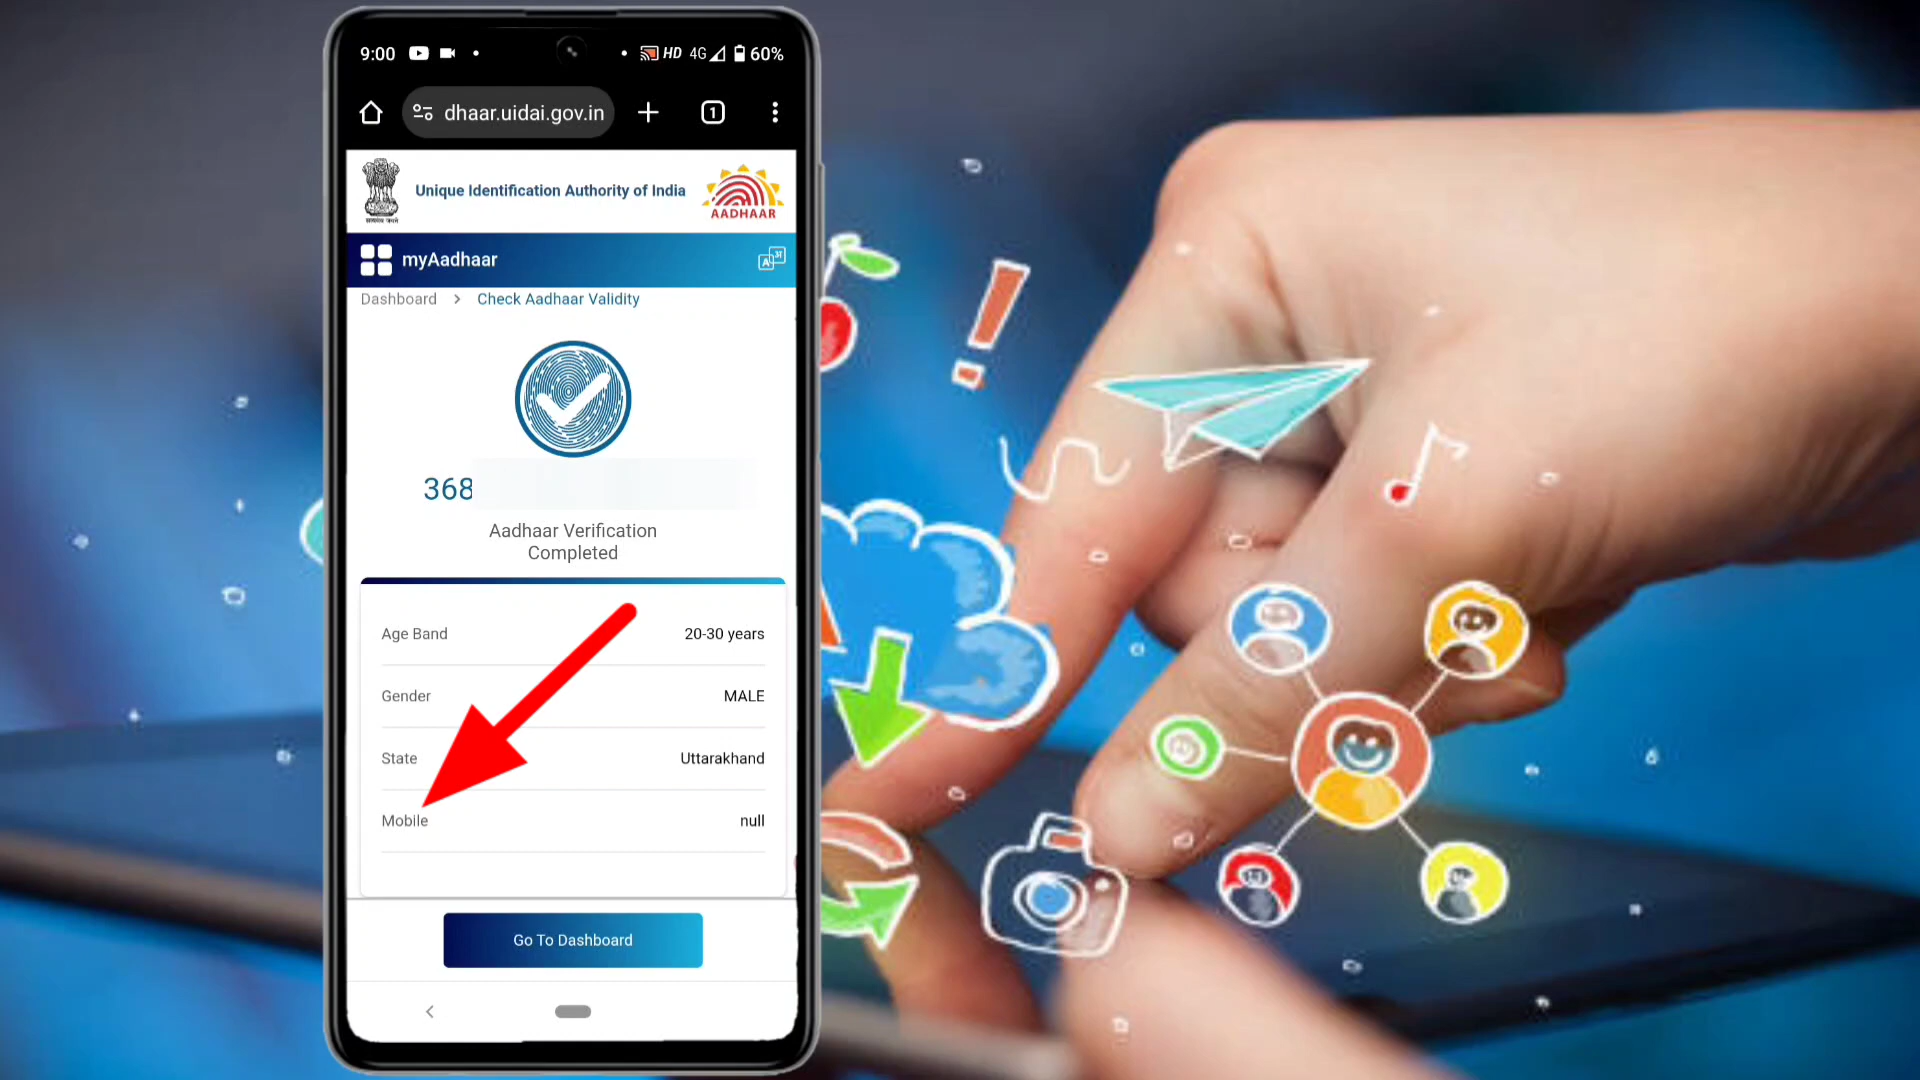 9:00
HD 4G 60%
dhaar.uidai.gov.in
1
Unique Identification Authority of India
AADHAAR
myAadhaar
Dashboard > Check Aadhaar Validity
368
Aadhaar Verification
Completed
Age Band 20-30 years
Gender MALE
State Uttarakhand
Mobile null
Go To Dashboard